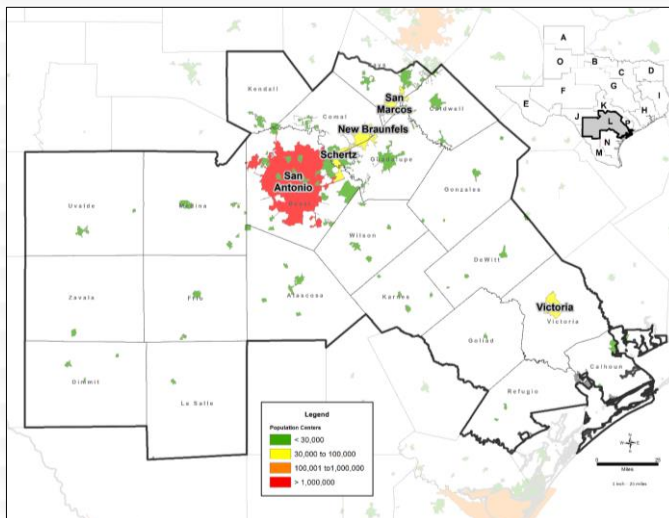 A
O
B
C
D
F
G
I
E
K
H
J
L
P
N
M
Kendall
Comal
San
Marcos
Caldwell
New Braunfels
Schertz
Guadalupe
San
Antonio
Gonzales
Uvalde
Medina
Wilson
DeWitt
Zavala
Frio
Atascosa
Karnes
Victoria
Victoria
Goliad
Calhoun
Dimmit
La Salle
Refugio
Legend
Population Centers
< 30,000
30,000 to 100,000
100,001 to1,000,000
> 1,000,000
N
W
E
S
Miles